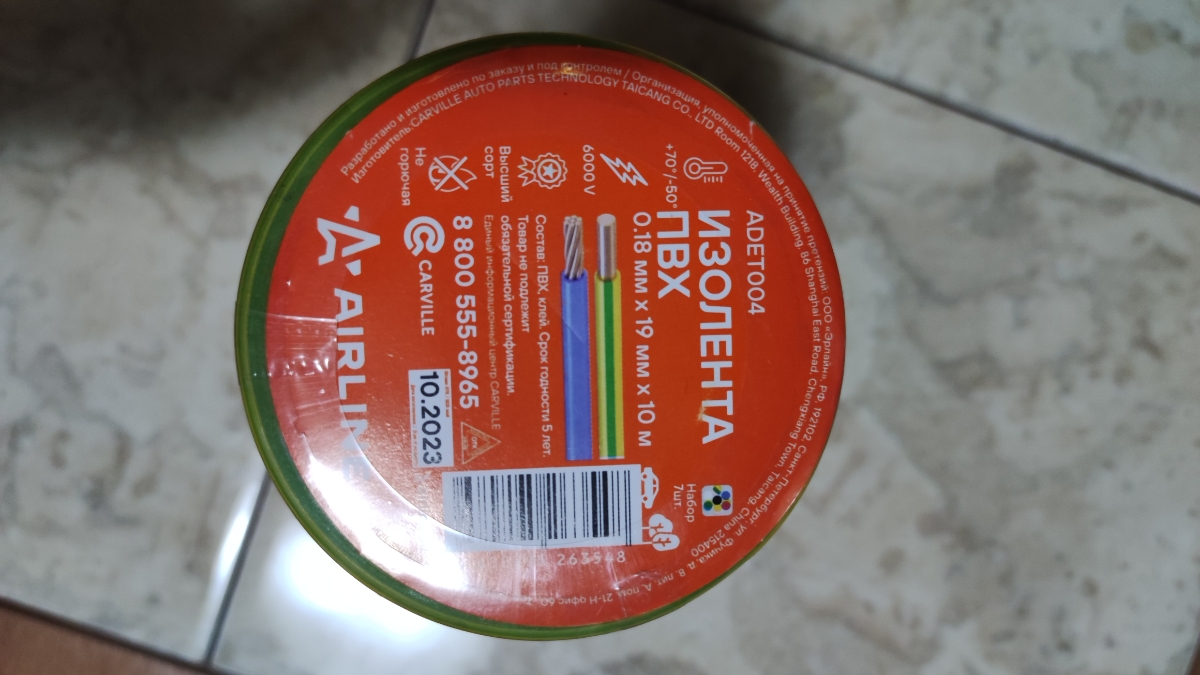 Разработано и изготовлено по заказу и под контролем / Организация, уполномоченная на принятие претензий: ООО «Эрлайн», РФ, 192102, Санкт-Петербург, ул. Фучика, д. 8, лит А, пом. 21-Н офис
Изготовитель:CARVILLE AUTO PARTS TECHNOLOGY TAICANG CO., LTD Room 1218, Wealth Building, 86 Shanghai East Road, Chengxiang Town, Taicang, China 215400
ADET004
ИЗОЛЕНТА
ПВХ
0.18 мм x 19 мм x 10 м
+70°/-50°
6000 V
Высший
сорт
Не
горючая
Набор
7шт.
Состав: ПВХ, клей. Срок годности 5 лет.
Товар не подлежит
обязательной сертификации.
Единый информационный центр CARVILLE
8 800 555-8965
CARVILLE
10.2023
AIRLINE